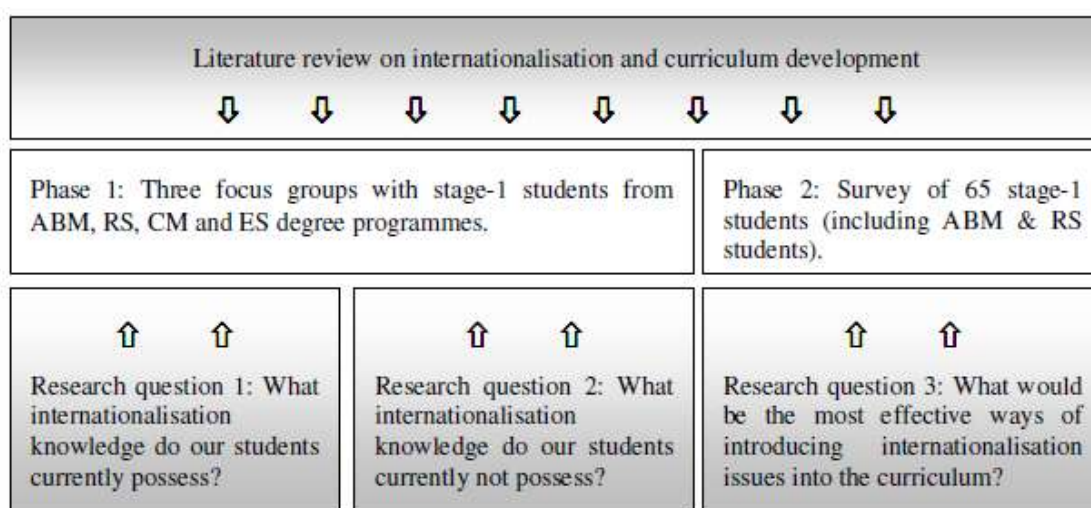 Literature review on internationalisation and curriculum development
Phase 1: Three focus groups with stage-1 students from
ABM, RS, CM and ES degree programmes.
Phase 2: Survey of 65 stage-1
students (including ABM & RS
students).
Research question 1: What
internationalisation
knowledge do our students
currently possess?
Research question 2: What
internationalisation
knowledge do our students
currently not possess?
Research question 3: What would
be the most effective ways of
introducing internationalisation
issues into the curriculum?